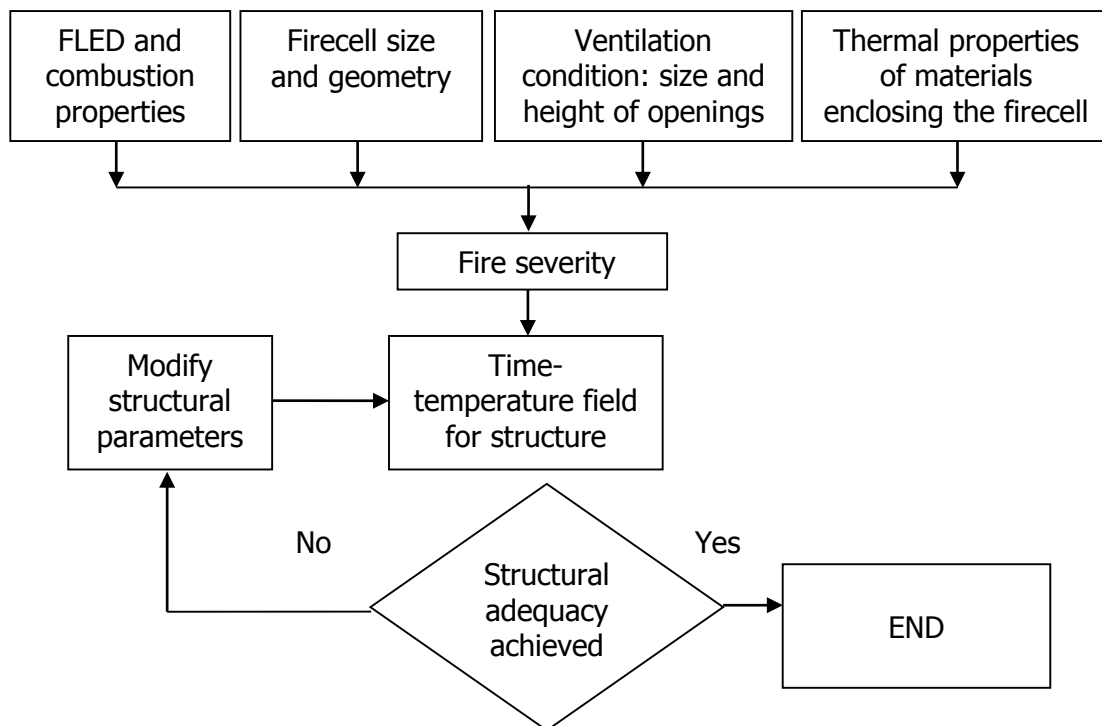 FLED and
combustion
properties
Firecell size
and geometry
Ventilation
condition: size and
height of openings
Thermal properties
of materials
enclosing the firecell
Fire severity
Modify
structural
parameters
Time-
temperature field
for structure
No
Yes
Structural
adequacy
achieved
END